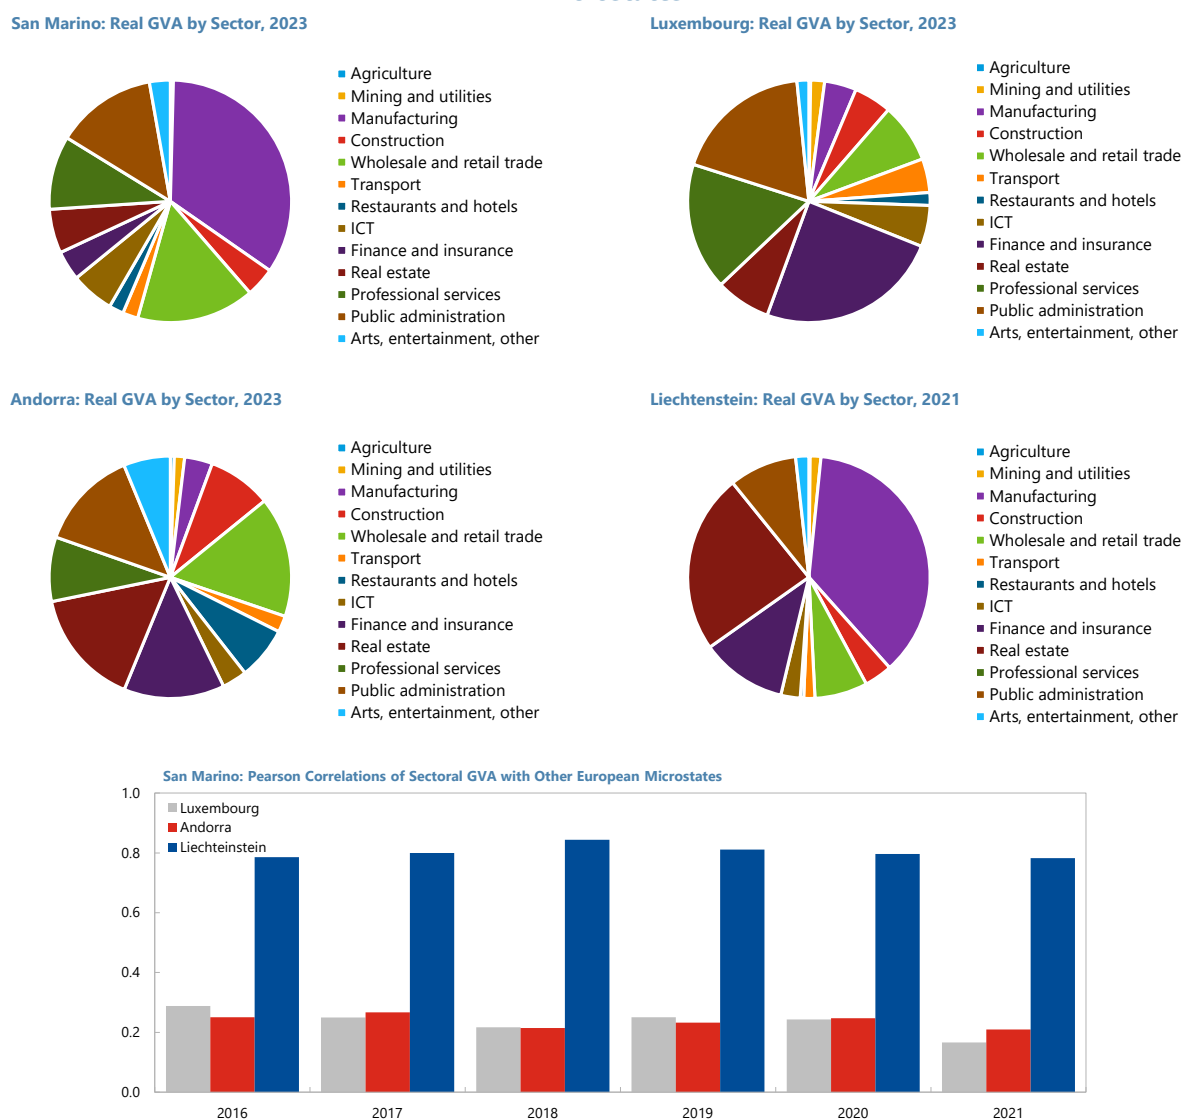 San Marino: Real GVA by Sector, 2023
Agriculture
Mining and utilities
Manufacturing
Construction
Wholesale and retail trade
Transport
Restaurants and hotels
ICT
Finance and insurance
Real estate
Professional services
Public administration
Arts, entertainment, other
Luxembourg: Real GVA by Sector, 2023
Agriculture
Mining and utilities
Manufacturing
Construction
Wholesale and retail trade
Transport
Restaurants and hotels
ICT
Finance and insurance
Real estate
Professional services
Public administration
Arts, entertainment, other
Andorra: Real GVA by Sector, 2023
Agriculture
Mining and utilities
Manufacturing
Construction
Wholesale and retail trade
Transport
Restaurants and hotels
ICT
Finance and insurance
Real estate
Professional services
Public administration
Arts, entertainment, other
Liechtenstein: Real GVA by Sector, 2021
Agriculture
Mining and utilities
Manufacturing
Construction
Wholesale and retail trade
Transport
Restaurants and hotels
ICT
Finance and insurance
Real estate
Professional services
Public administration
Arts, entertainment, other
San Marino: Pearson Correlations of Sectoral GVA with Other European Microstates
1.0
0.8
0.6
0.4
0.2
0.0
Luxembourg
Andorra
Liechteinstein
2016 2017 2018 2019 2020 2021